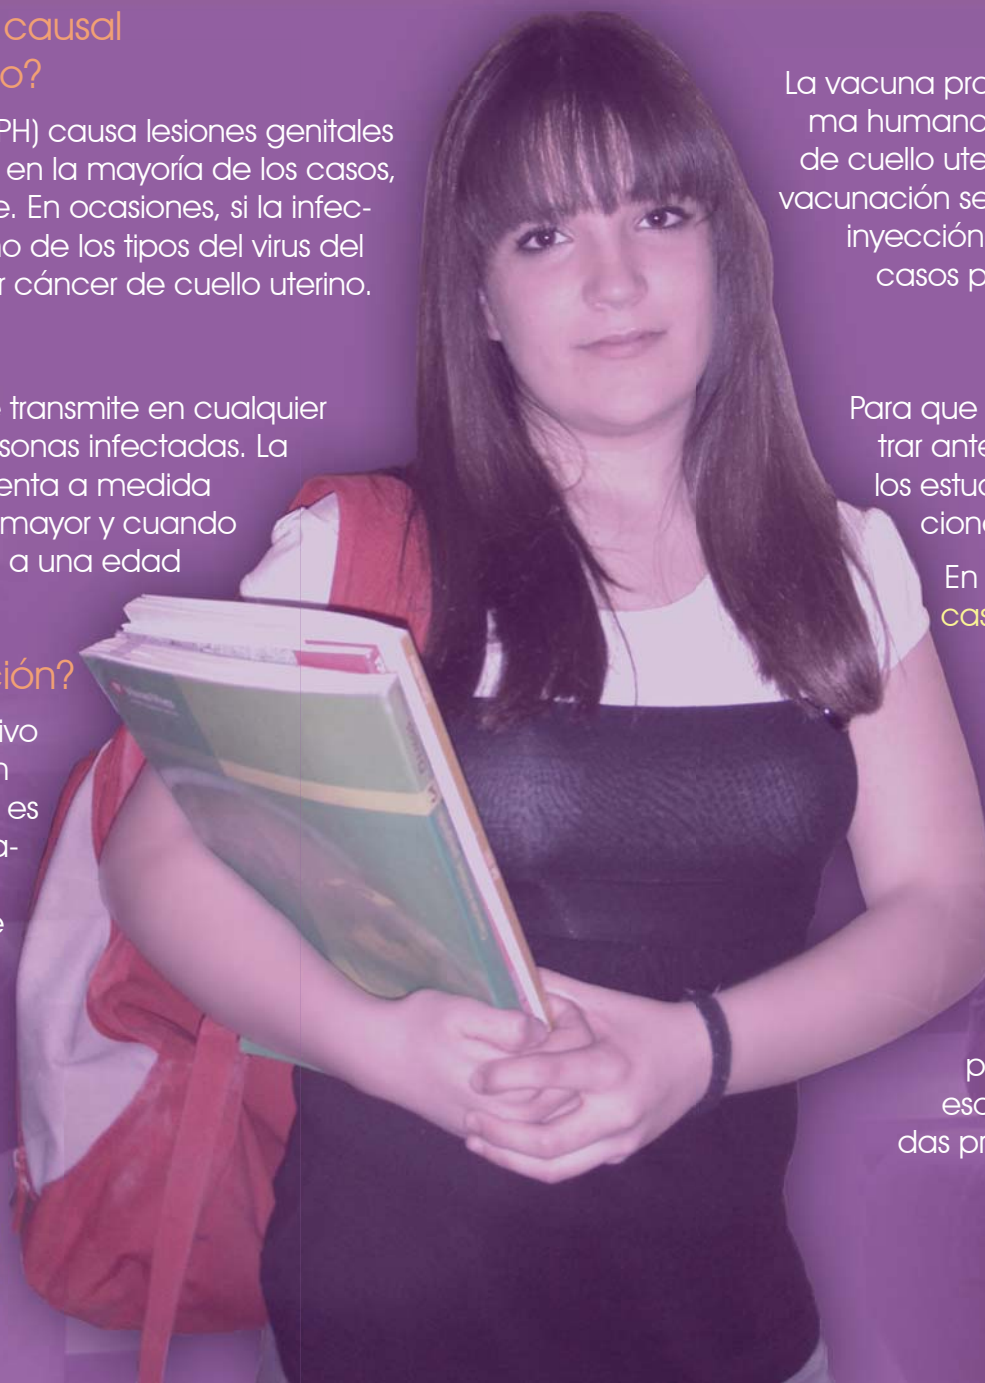 causal
o?
PH) causa lesiones genitales
en la mayoría de los casos,
e. En ocasiones, si la infec-
no de los tipos del virus del
r cáncer de cuello uterino.
e transmite en cualquier
sonas infectadas. La
enta a medida
mayor y cuando
a una edad
ción?
ivo
n
es
a-
e
La vacuna pro
ma humano
de cuello ute
vacunación se
inyección
casos p
Para que
trar ante
los estud
cione
En
cas
p
esc
das pr